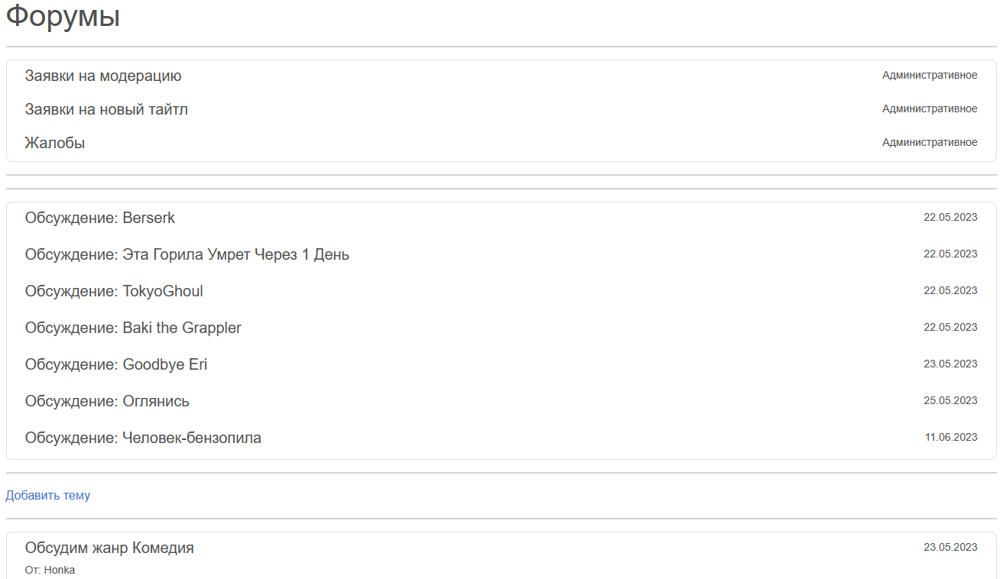 Форумы
Заявки на модерацию Административное
Заявки на новый тайтл Административное
Жалобы Административное
Обсуждение: Berserk 22.05.2023
Обсуждение: Эта Горила Умрет Через 1 День 22.05.2023
Обсуждение: TokyoGhoul 22.05.2023
Обсуждение: Baki the Grappler 22.05.2023
Обсуждение: Goodbye Eri 23.05.2023
Обсуждение: Оглянись 25.05.2023
Обсуждение: Человек-бензопила 11.06.2023
Добавить тему
Обсудим жанр Комедия 23.05.2023
От: Honka